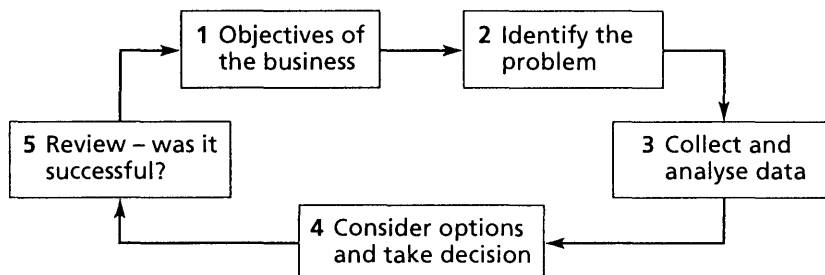 1 Objectives of
the business
2 Identify the
problem
3 Collect and
analyse data
4 Consider options
and take decision
5 Review – was it
successful?